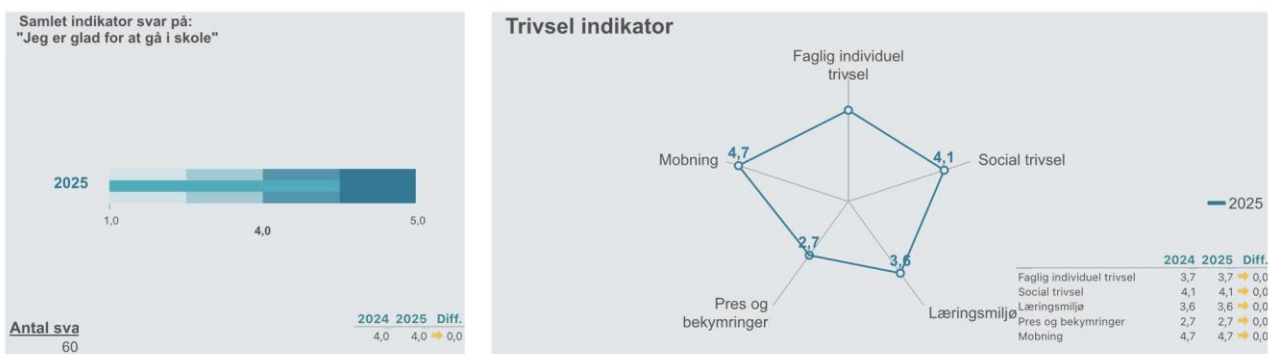 Samlet indikator svar på:
"Jeg er glad for at gå i skole"
2025
1,0
5,0
4,0
2024 2025 Diff.
4,0 4,0 0,0
Antal sva
60
Trivsel indikator
Faglig individuel
trivsel
4,7
Mobning
4,1
Social trivsel
2025
2,7
3,6
Pres og
bekymringer
Læringsmiljø
2024 2025 Diff.
Faglig individuel trivsel 3,7 3,7 0,0
Social trivsel 4,1 4,1 0,0
Læringsmiljø 3,6 3,6 0,0
Pres og bekymringer 2,7 2,7 0,0
Mobning 4,7 4,7 0,0